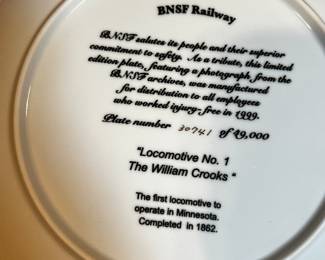 BNSF Railway
BNSF salutes its people and their superior
commitment to safety. As a tribute, this limited
edition plate, featuring a photograph from the
BNSF archives, was manufactured
for distribution to all employees
who worked injury-free in 1999.
Plate number 30741 of 49,000
"Locomotive No. 1
The William Crooks "
The first locomotive to
operate in Minnesota.
Completed in 1862.